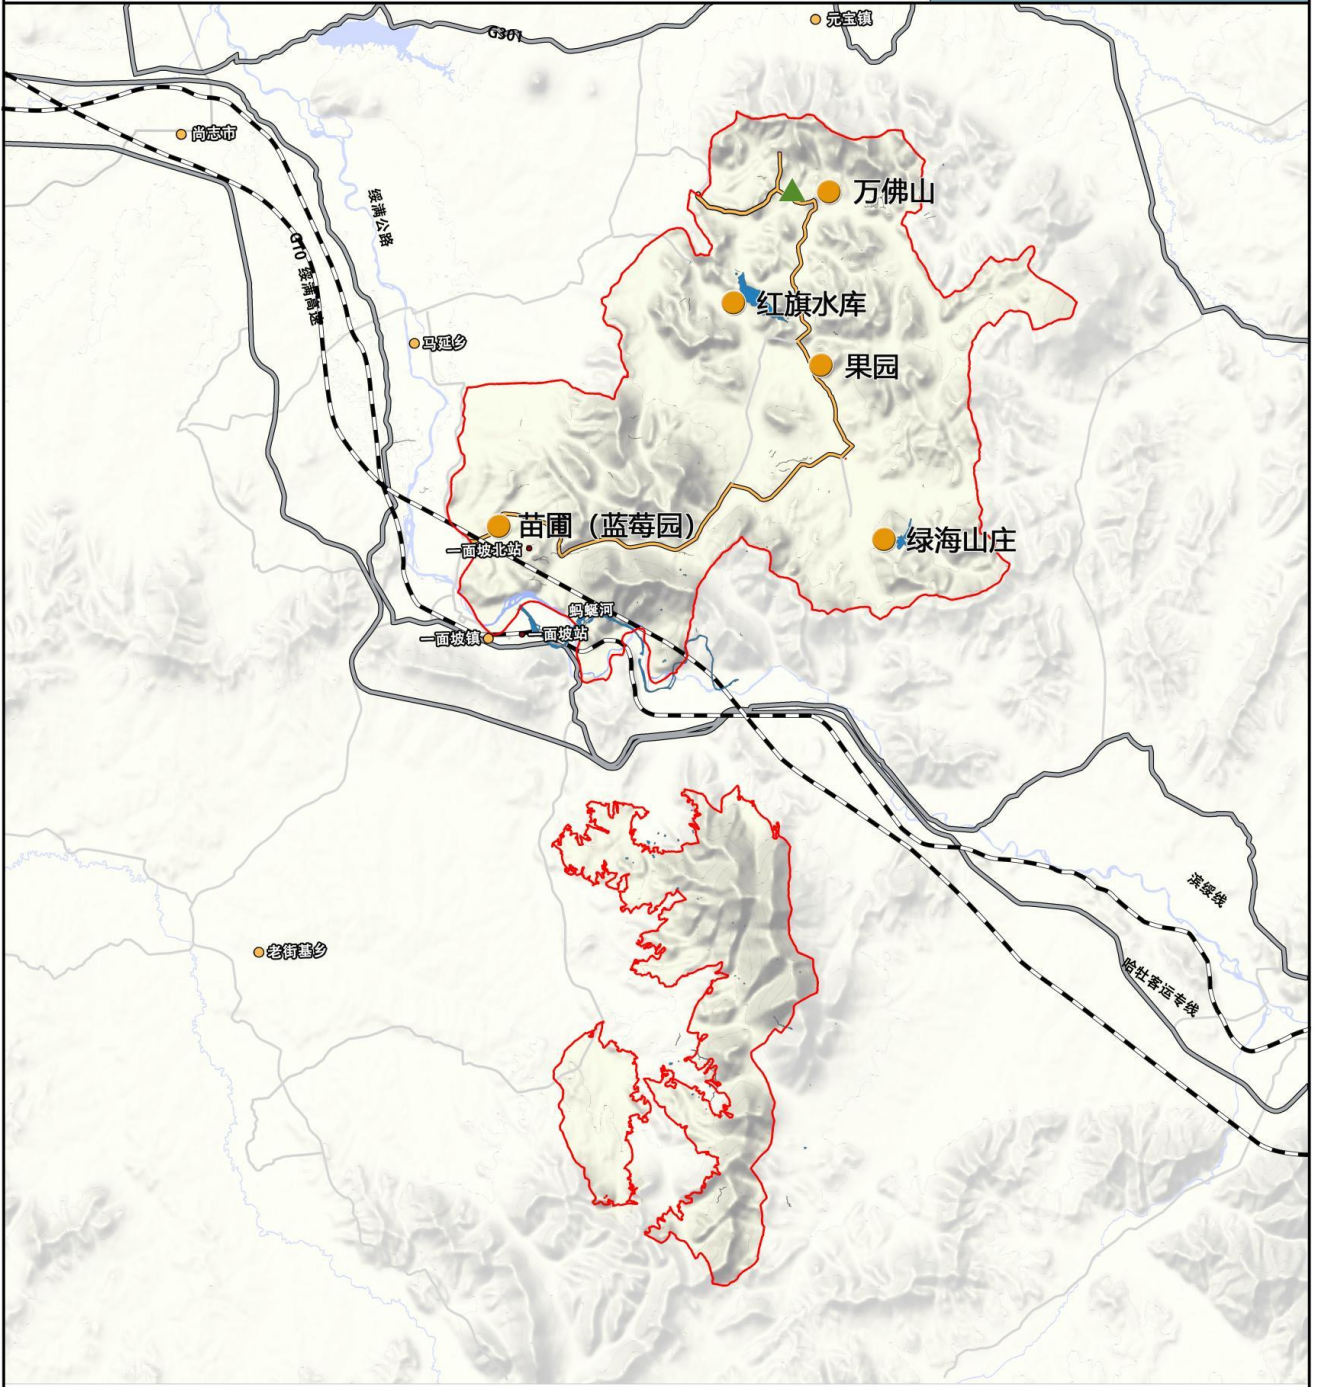 元宝镇
G301
尚志市
万佛山
绥满公路
G10 绥满高速
红旗水库
马延乡
果园
苗圃（蓝莓园）
绿海山庄
一面坡北站
蚂蜒河
一面坡镇
一面坡站
滨绥线
老街基乡
哈牡客运专线